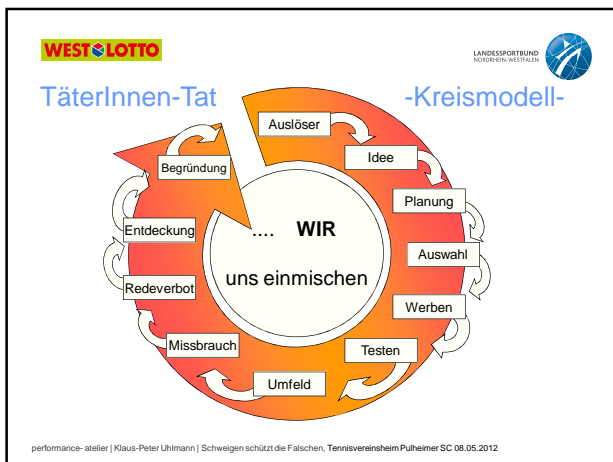 WEST LOTTO
LANDESSPORTBUND
NORDRHEIN-WESTFALEN
TäterInnen-Tat -Kreismodell-
Auslöser
Idee
Planung
Auswahl
Werben
Testen
Umfeld
Missbrauch
Redeverbot
Entdeckung
Begründung
.... WIR
uns einmischen
performance- atelier | Klaus-Peter Uhlmann | Schweigen schützt die Falschen, Tennisvereinsheim Pulheimer SC 08.05.2012